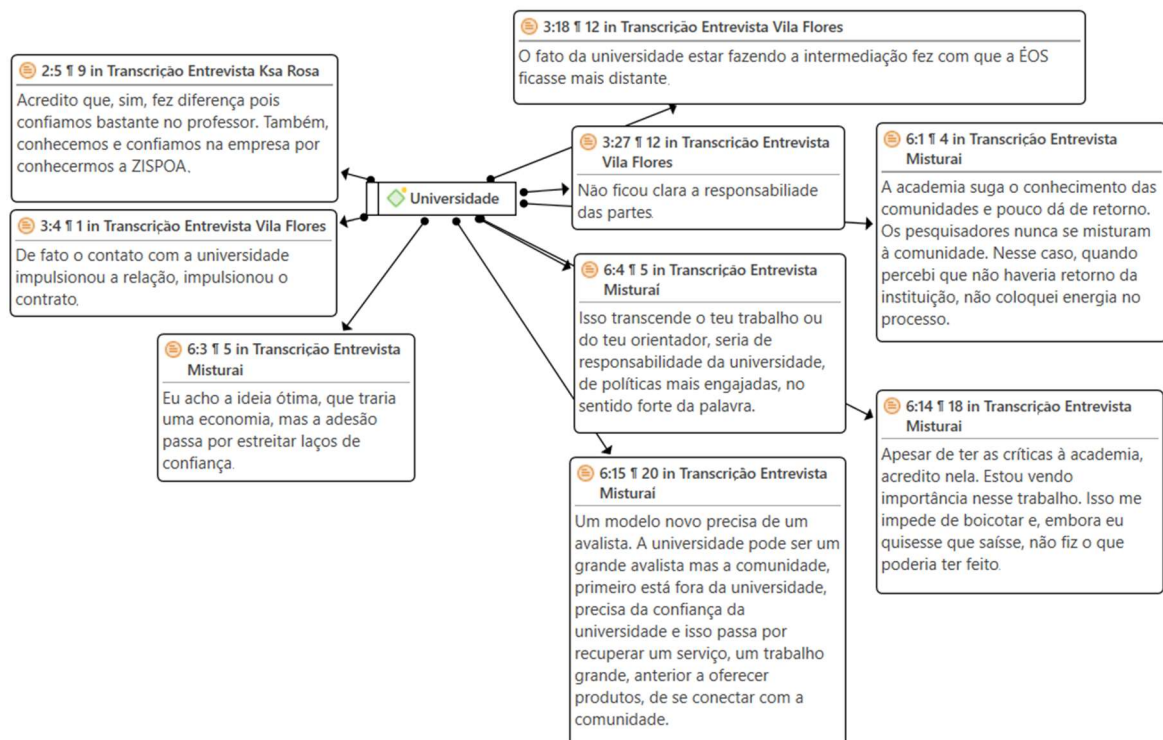 3:18 ¶ 12 in Transcrição Entrevista Vila Flores
O fato da universidade estar fazendo a intermediação fez com que a ÉOS
ficasse mais distante.
2:5 ¶ 9 in Transcrição Entrevista Ksa Rosa
Acredito que, sim, fez diferença pois
confiamos bastante no professor. Também,
conhecemos e confiamos na empresa por
conhecermos a ZISPOA.
3:27 ¶ 12 in Transcrição Entrevista
Vila Flores
Não ficou clara a responsabiliade
das partes.
6:1 ¶ 4 in Transcrição Entrevista
Misturai
A academia suga o conhecimento das
comunidades e pouco dá de retorno.
Os pesquisadores nunca se misturam
à comunidade. Nesse caso, quando
percebi que não haveria retorno da
instituição, não coloquei energia no
processo.
Universidade
3:4 ¶ 1 in Transcrição Entrevista Vila Flores
De fato o contato com a universidade
impulsionou a relação, impulsionou o
contrato.
6:4 ¶ 5 in Transcrição Entrevista
Misturaí
Isso transcende o teu trabalho ou
do teu orientador, seria de
responsabilidade da universidade,
de políticas mais engajadas, no
sentido forte da palavra.
6:3 ¶ 5 in Transcrição Entrevista
Misturai
Eu acho a ideia ótima, que traria
uma economia, mas a adesão
passa por estreitar laços de
confiança.
6:14 ¶ 18 in Transcrição Entrevista
Misturai
Apesar de ter as críticas à academia,
acredito nela. Estou vendo
importância nesse trabalho. Isso me
impede de boicotar e, embora eu
quisesse que saísse, não fiz o que
poderia ter feito.
6:15 ¶ 20 in Transcrição Entrevista
Misturaí
Um modelo novo precisa de um
avalista. A universidade pode ser um
grande avalista mas a comunidade,
primeiro está fora da universidade,
precisa da confiança da
universidade e isso passa por
recuperar um serviço, um trabalho
grande, anterior a oferecer
produtos, de se conectar com a
comunidade.